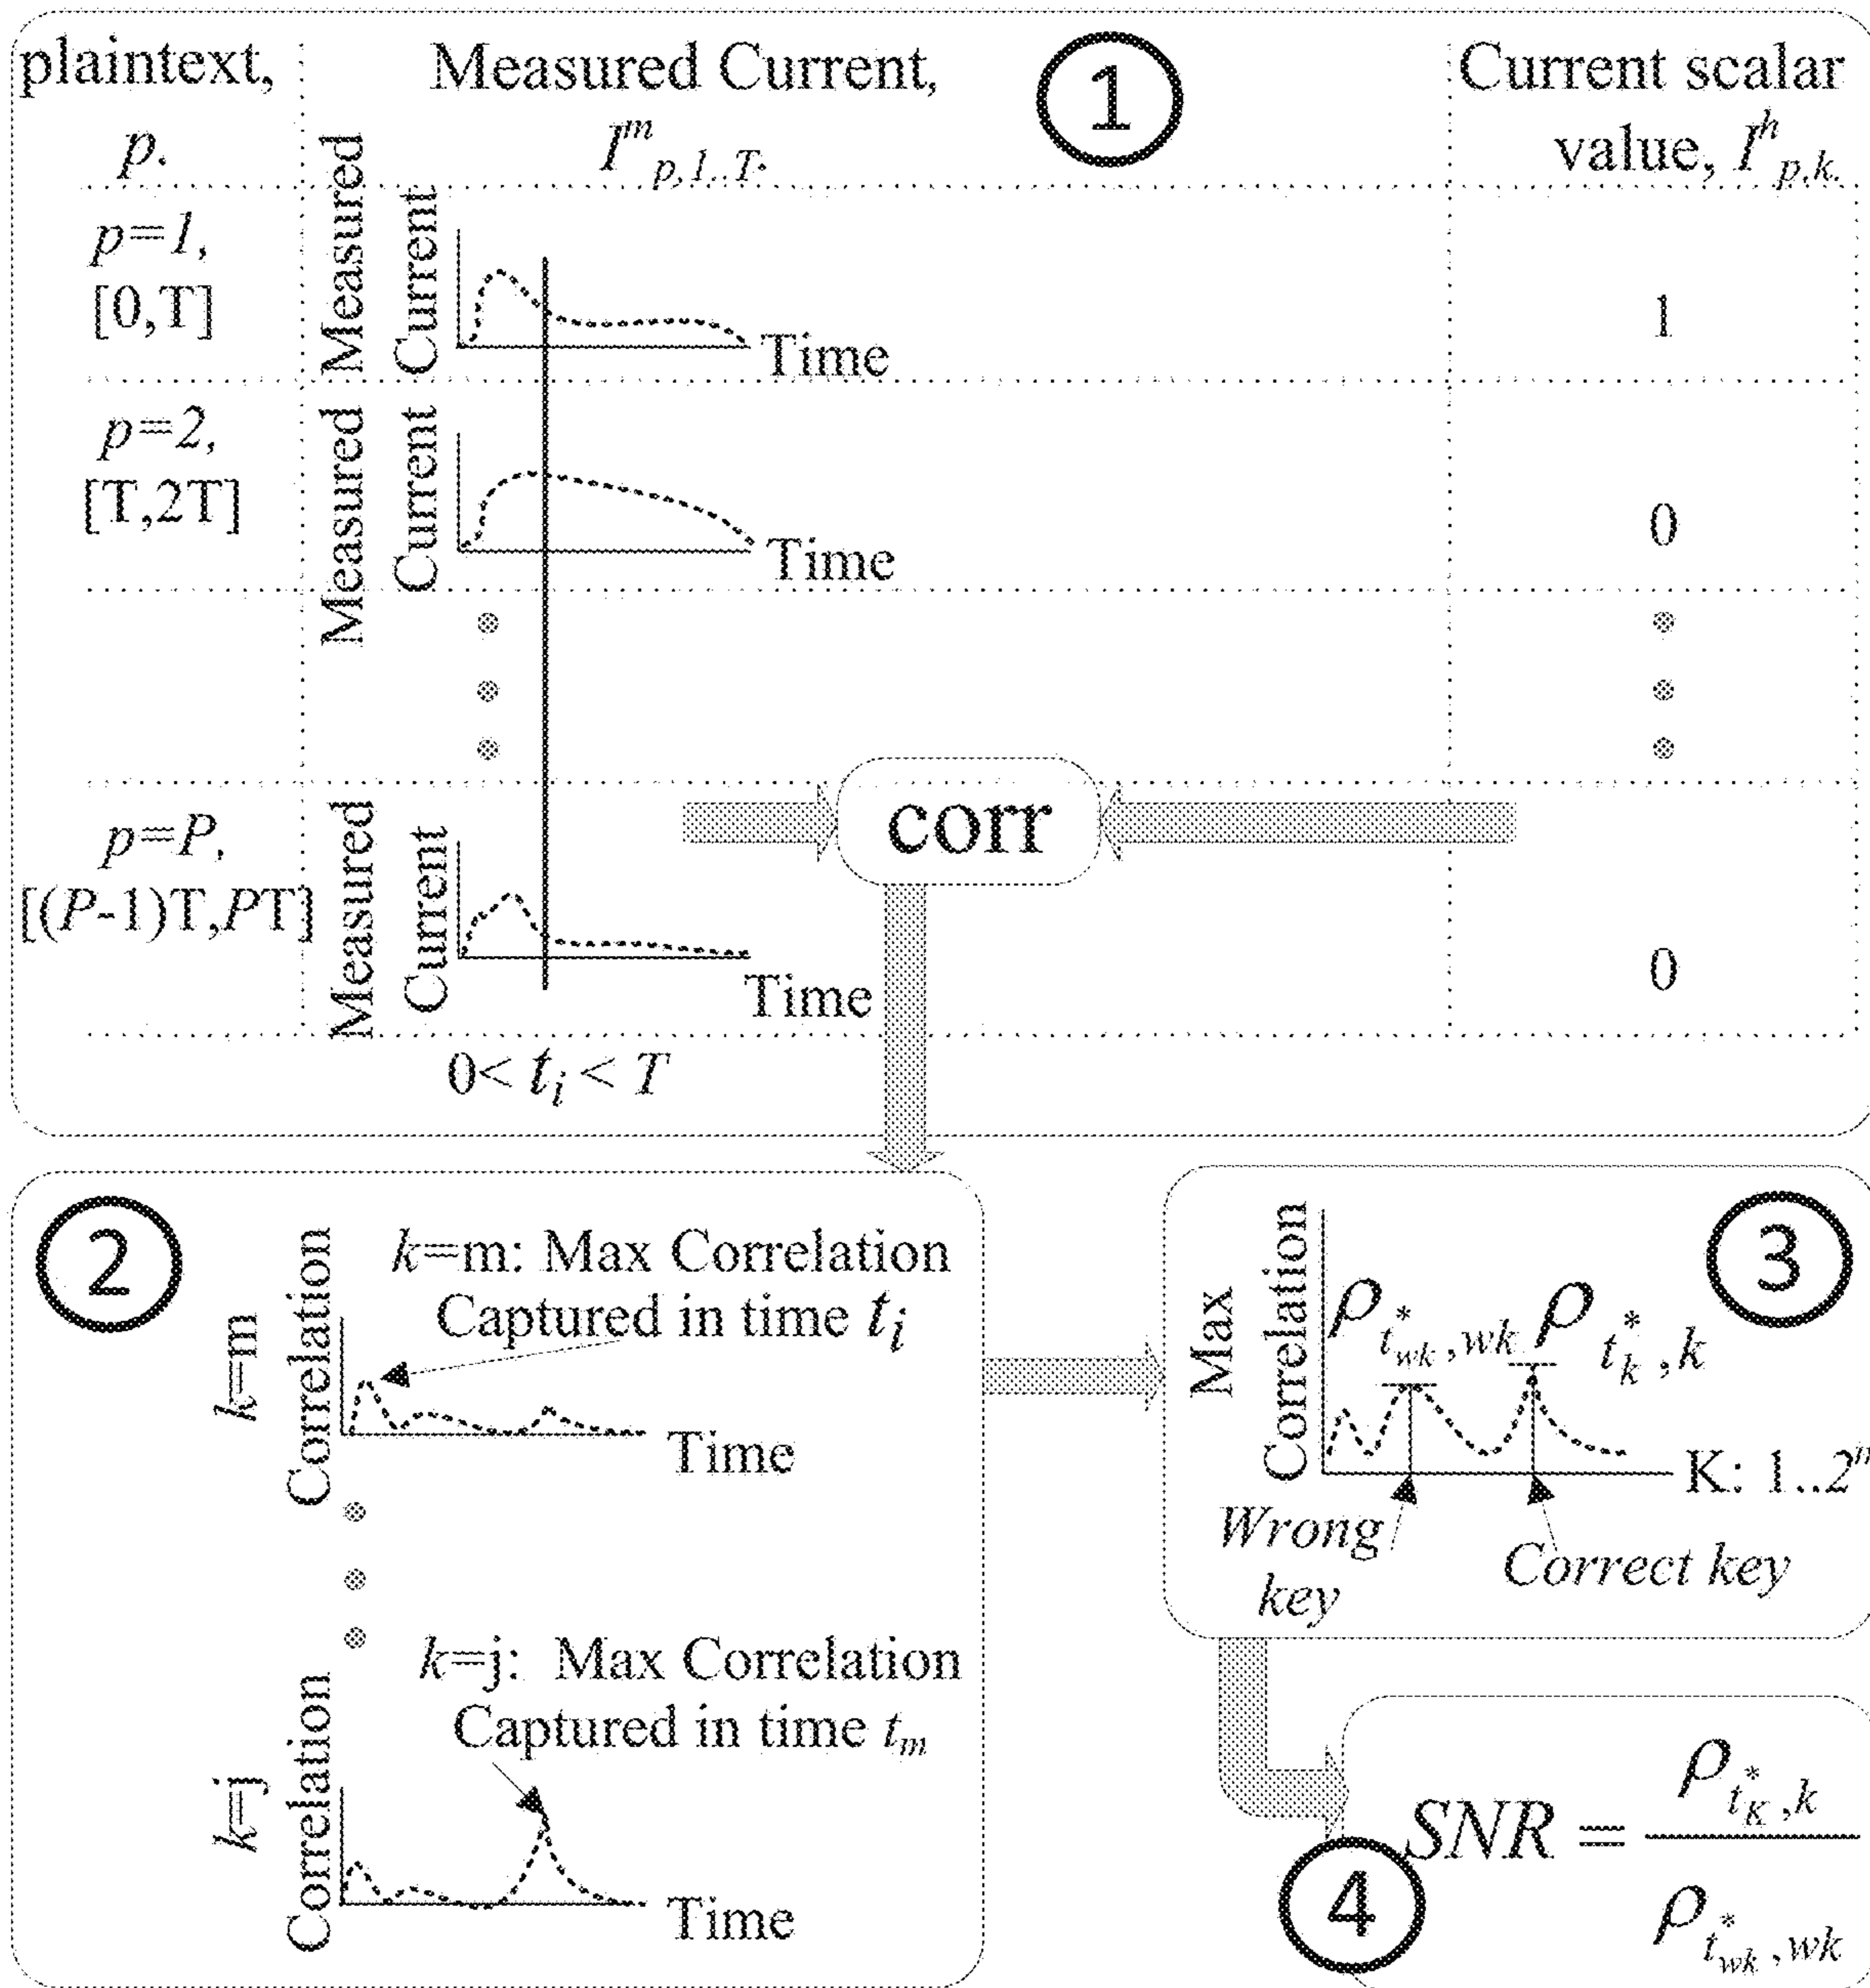 plaintext,
p.
Measured Current,
I^m_{p,1..T.}
1
Current scalar
value, I^h_{p,k.}
p=1,
[0,T]
Measured
Current
Time
1
p=2,
[T,2T]
Measured
Current
Time
0
p=P,
[(P-1)T,PT]
Measured
Current
Time
corr
0
0< t_i < T
2
k=m
Correlation
k=m: Max Correlation
Captured in time t_i
Time
k=j: Max Correlation
Captured in time t_m
k=j
Correlation
Time
3
Max
Correlation
ρ_{t^*_{wk},wk} ρ_{t^*_k,k}
K: 1..2^n
Wrong
key
Correct key
4
SNR = ρ_{t^*_K,k}
ρ_{t^*_{wk},wk}